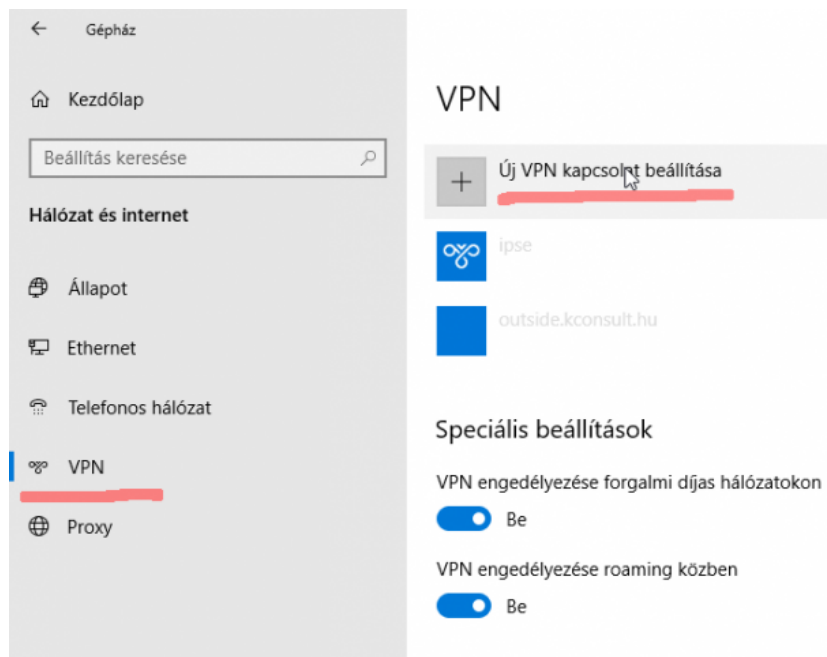 Gépház
Kezdőlap
Beállítás keresése
Hálózat és internet
Állapot
Ethernet
Telefonos hálózat
VPN
Proxy
VPN
Új VPN kapcsolat beállítása
ipse
outside.kconsult.hu
Speciális beállítások
VPN engedélyezése forgalmi díjas hálózatokon
Be
VPN engedélyezése roaming közben
Be